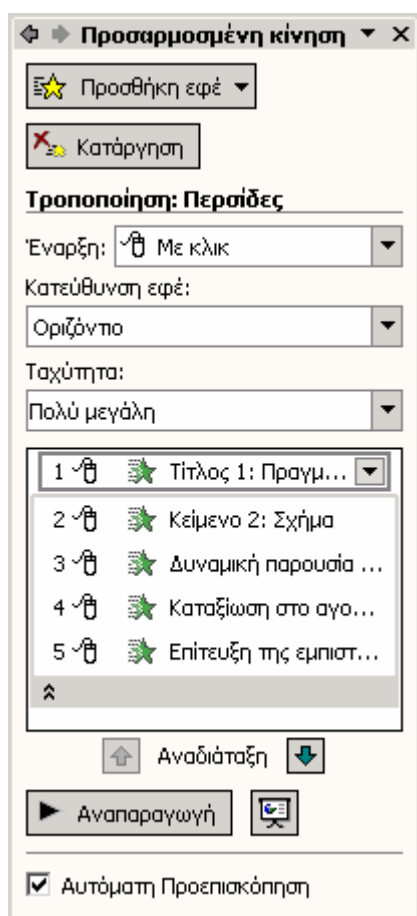 Προσαρμοσμένη κίνηση
Προσθήκη εφέ
Κατάργηση
Τροποποίηση: Περσίδες
Έναρξη: Με κλικ
Κατεύθυνση εφέ:
Οριζόντιο
Ταχύτητα:
Πολύ μεγάλη
1 Τίτλος 1: Πραγμ...
2 Κείμενο 2: Σχήμα
3 Δυναμική παρουσία ...
4 Καταξίωση στο αγο...
5 Επίτευξη της εμπιστ...
Αναδιάταξη
Αναπαραγωγή
Αυτόματη Προεπισκόπηση